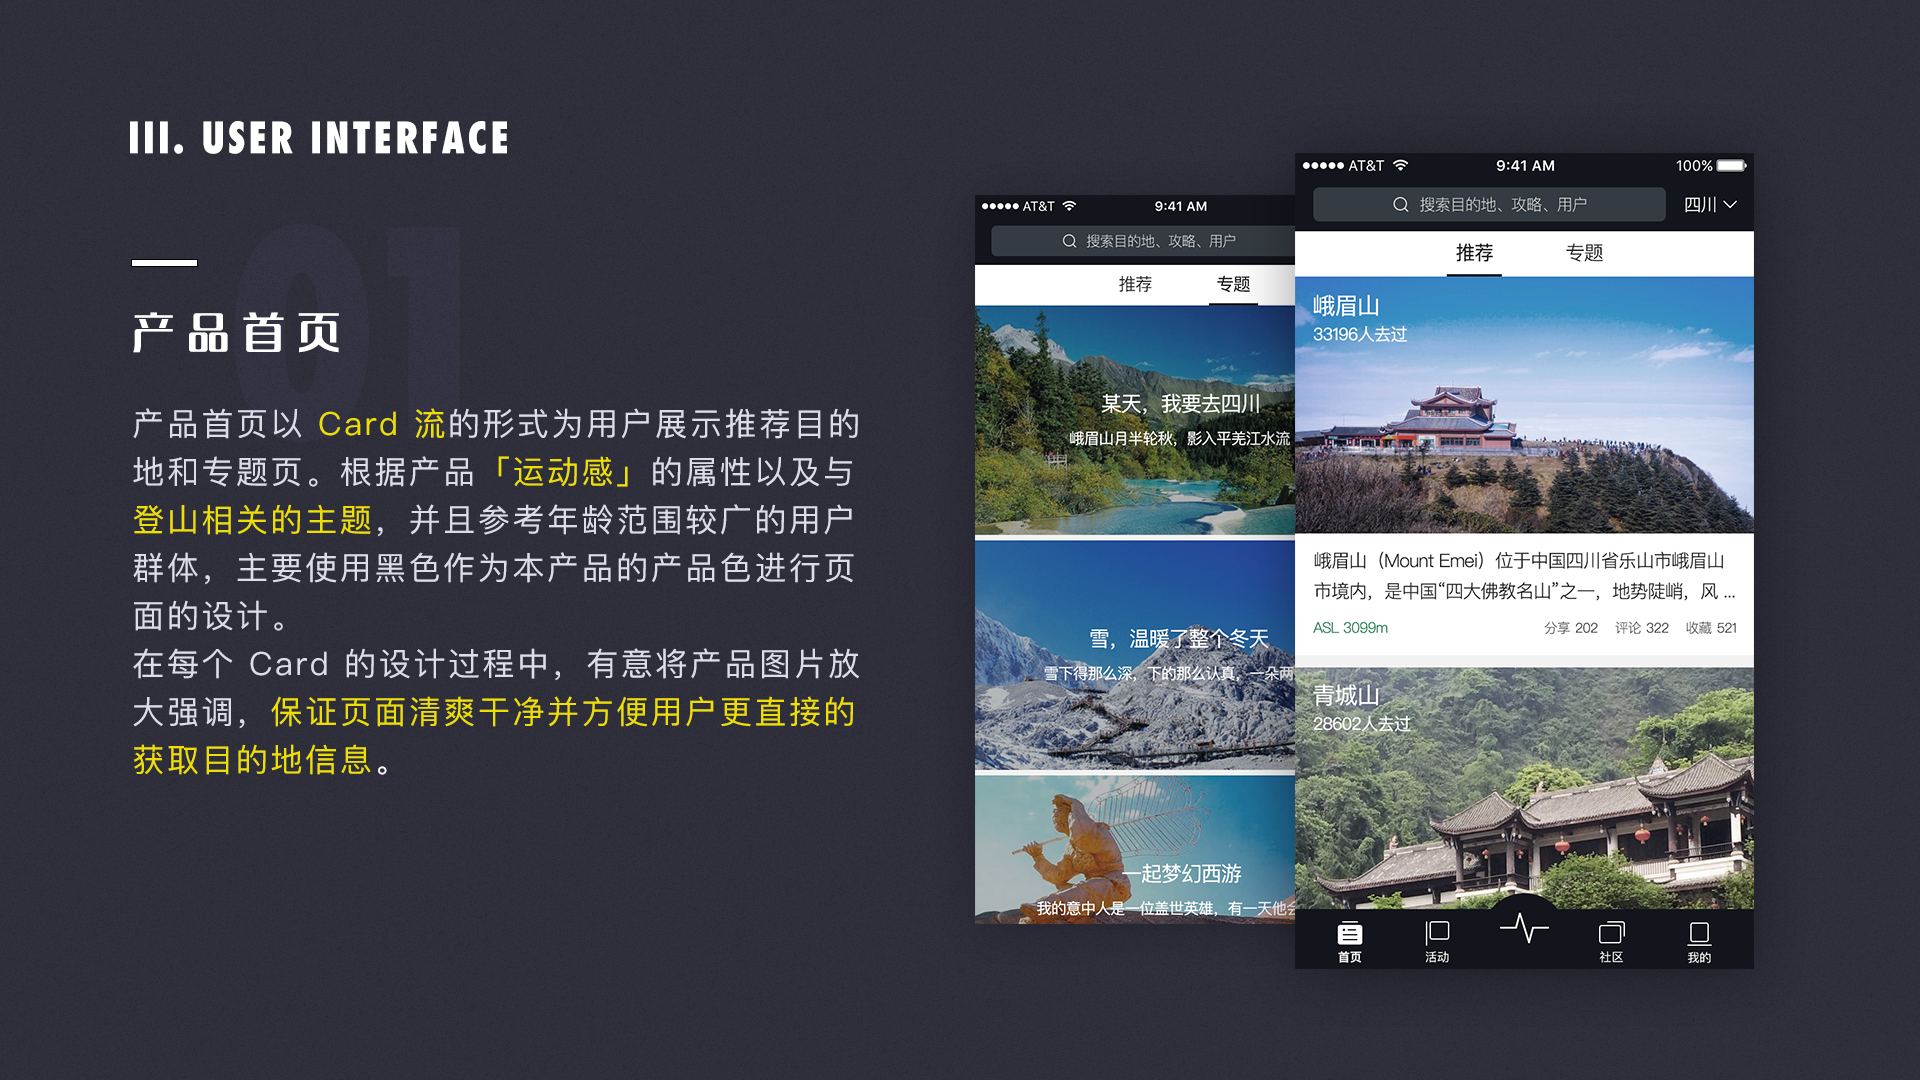 III. USER INTERFACE
01
产品首页
产品首页以 Card 流的形式为用户展示推荐目的
地和专题页。根据产品「运动感」的属性以及与
登山相关的主题，并且参考年龄范围较广的用户
群体，主要使用黑色作为本产品的产品色进行页
面的设计。
在每个 Card 的设计过程中，有意将产品图片放
大强调，保证页面清爽干净并方便用户更直接的
获取目的地信息。
AT&T 9:41 AM
搜索目的地、攻略、用户
推荐 专题
某天，我要去四川
峨眉山月半轮秋，影入平羌江水流
雪，温暖了整个冬天
雪下得那么深，下的那么认真，一朵两
一起梦幻西游
我的意中人是一位盖世英雄，有一天他会
AT&T 9:41 AM 100%
搜索目的地、攻略、用户 四川
推荐 专题
峨眉山
33196人去过
峨眉山（Mount Emei）位于中国四川省乐山市峨眉山
市境内，是中国“四大佛教名山”之一，地势陡峭，风 ...
ASL 3099m 分享 202 评论 322 收藏 521
青城山
28602人去过
首页 活动 社区 我的